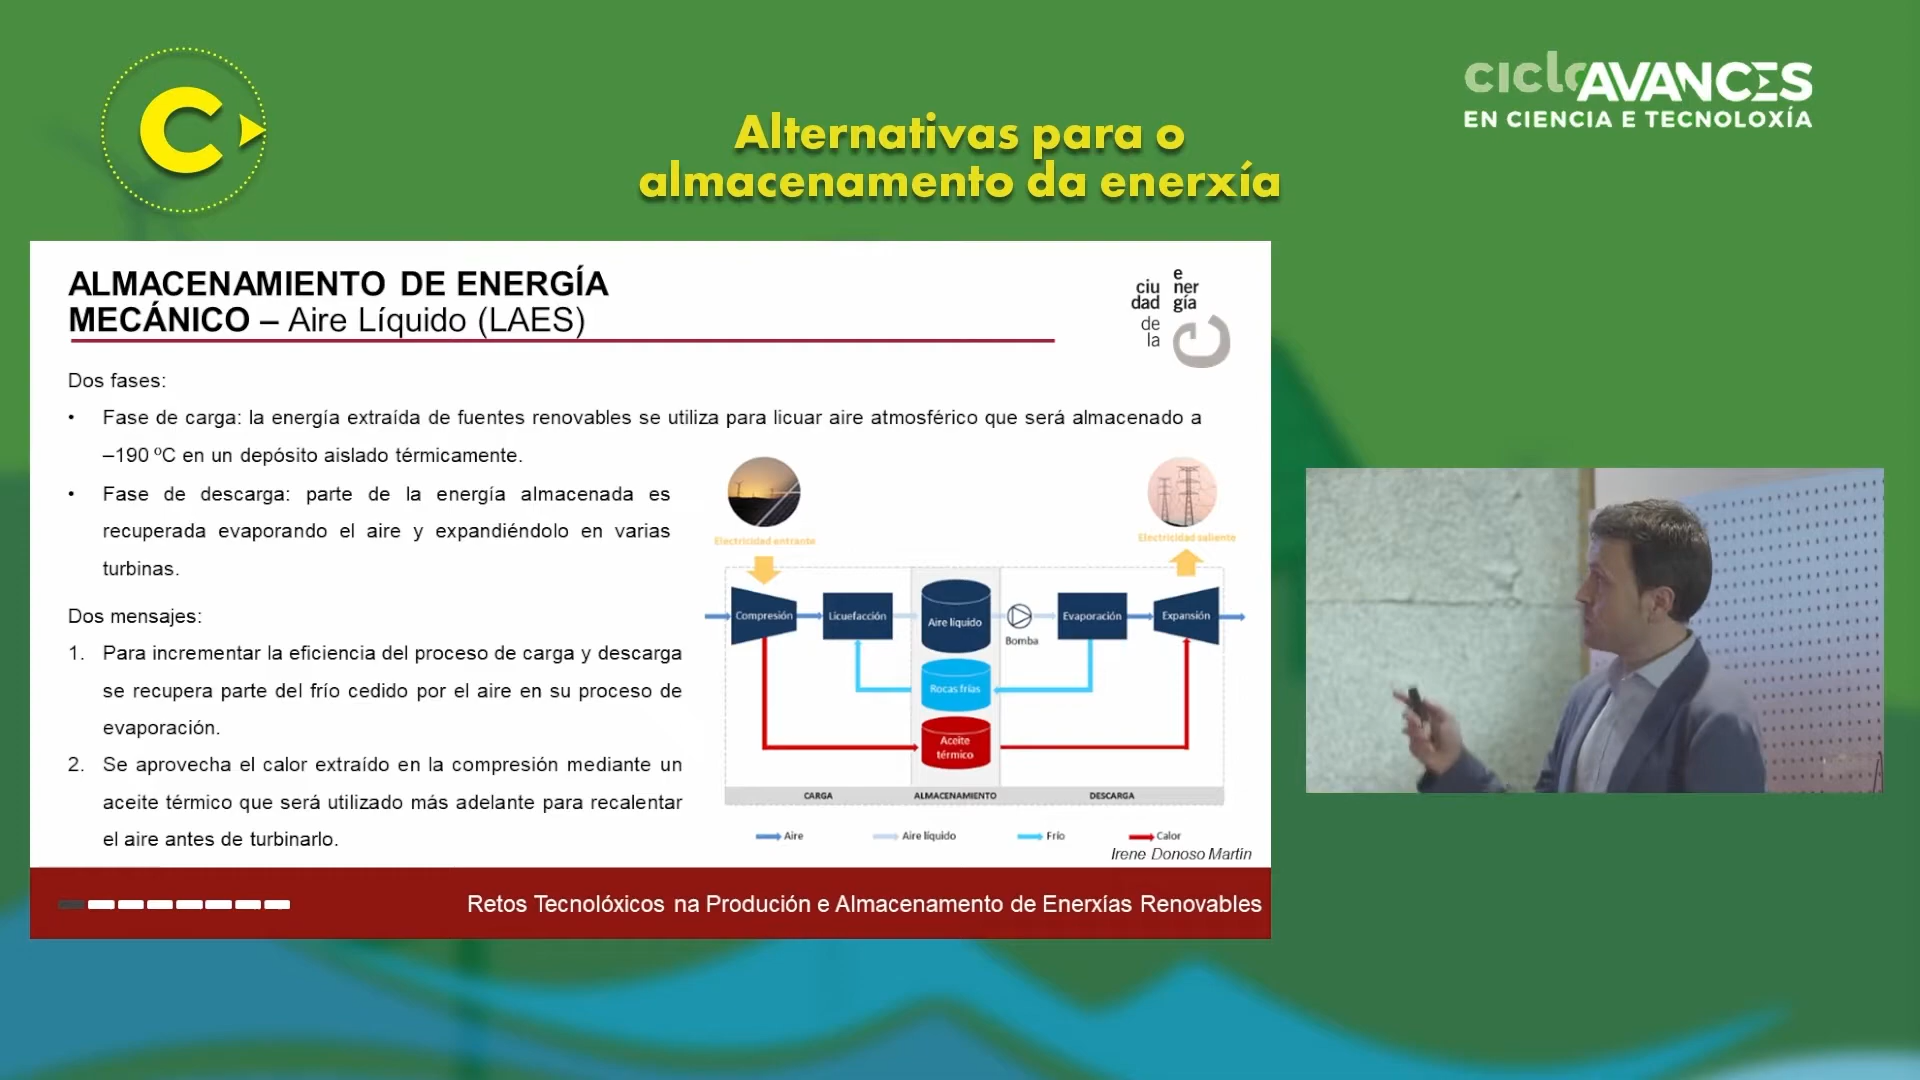 C
cicloAVANCES
EN CIENCIA E TECNOLOXÍA
Alternativas para o
almacenamento da enerxía
ALMACENAMIENTO DE ENERGÍA
MECÁNICO – Aire Líquido (LAES)
e
ciu ner
dad gía
de
la
C
Dos fases:
• Fase de carga: la energía extraída de fuentes renovables se utiliza para licuar aire atmosférico que será almacenado a
–190 ºC en un depósito aislado térmicamente.
• Fase de descarga: parte de la energía almacenada es
recuperada evaporando el aire y expandiéndolo en varias
turbinas.
Dos mensajes:
1. Para incrementar la eficiencia del proceso de carga y descarga
se recupera parte del frío cedido por el aire en su proceso de
evaporación.
2. Se aprovecha el calor extraído en la compresión mediante un
aceite térmico que será utilizado más adelante para recalentar
el aire antes de turbinarlo.
Electricidad entrante
Electricidad saliente
Compresión
Licuefacción
Aire líquido
Bomba
Evaporación
Expansión
Rocas frías
Aceite
térmico
CARGA
ALMACENAMIENTO
DESCARGA
Aire
Aire líquido
Frío
Calor
Irene Donoso Martin
Retos Tecnolóxicos na Produción e Almacenamento de Enerxías Renovables